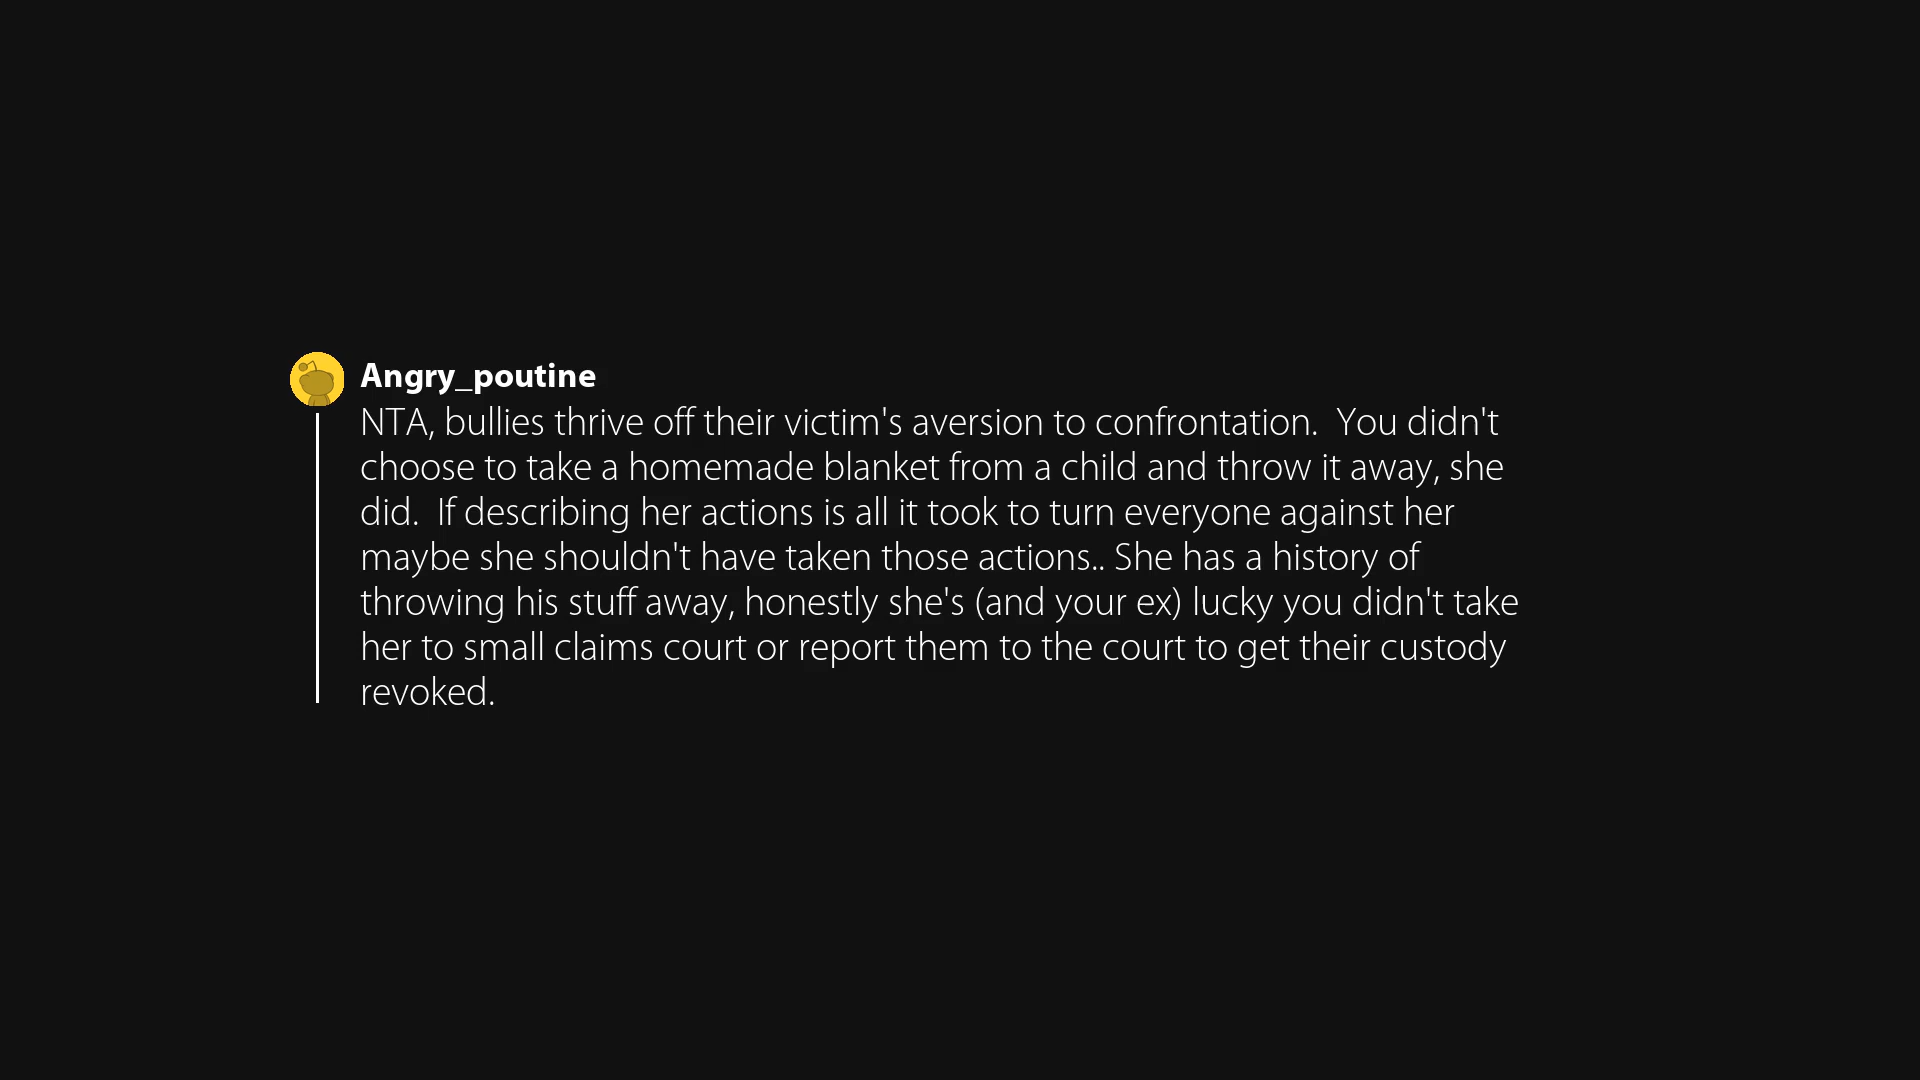 Angry_poutine
NTA, bullies thrive off their victim's aversion to confrontation.  You didn't
choose to take a homemade blanket from a child and throw it away, she
did.  If describing her actions is all it took to turn everyone against her
maybe she shouldn't have taken those actions.. She has a history of
throwing his stuff away, honestly she's (and your ex) lucky you didn't take
her to small claims court or report them to the court to get their custody
revoked.